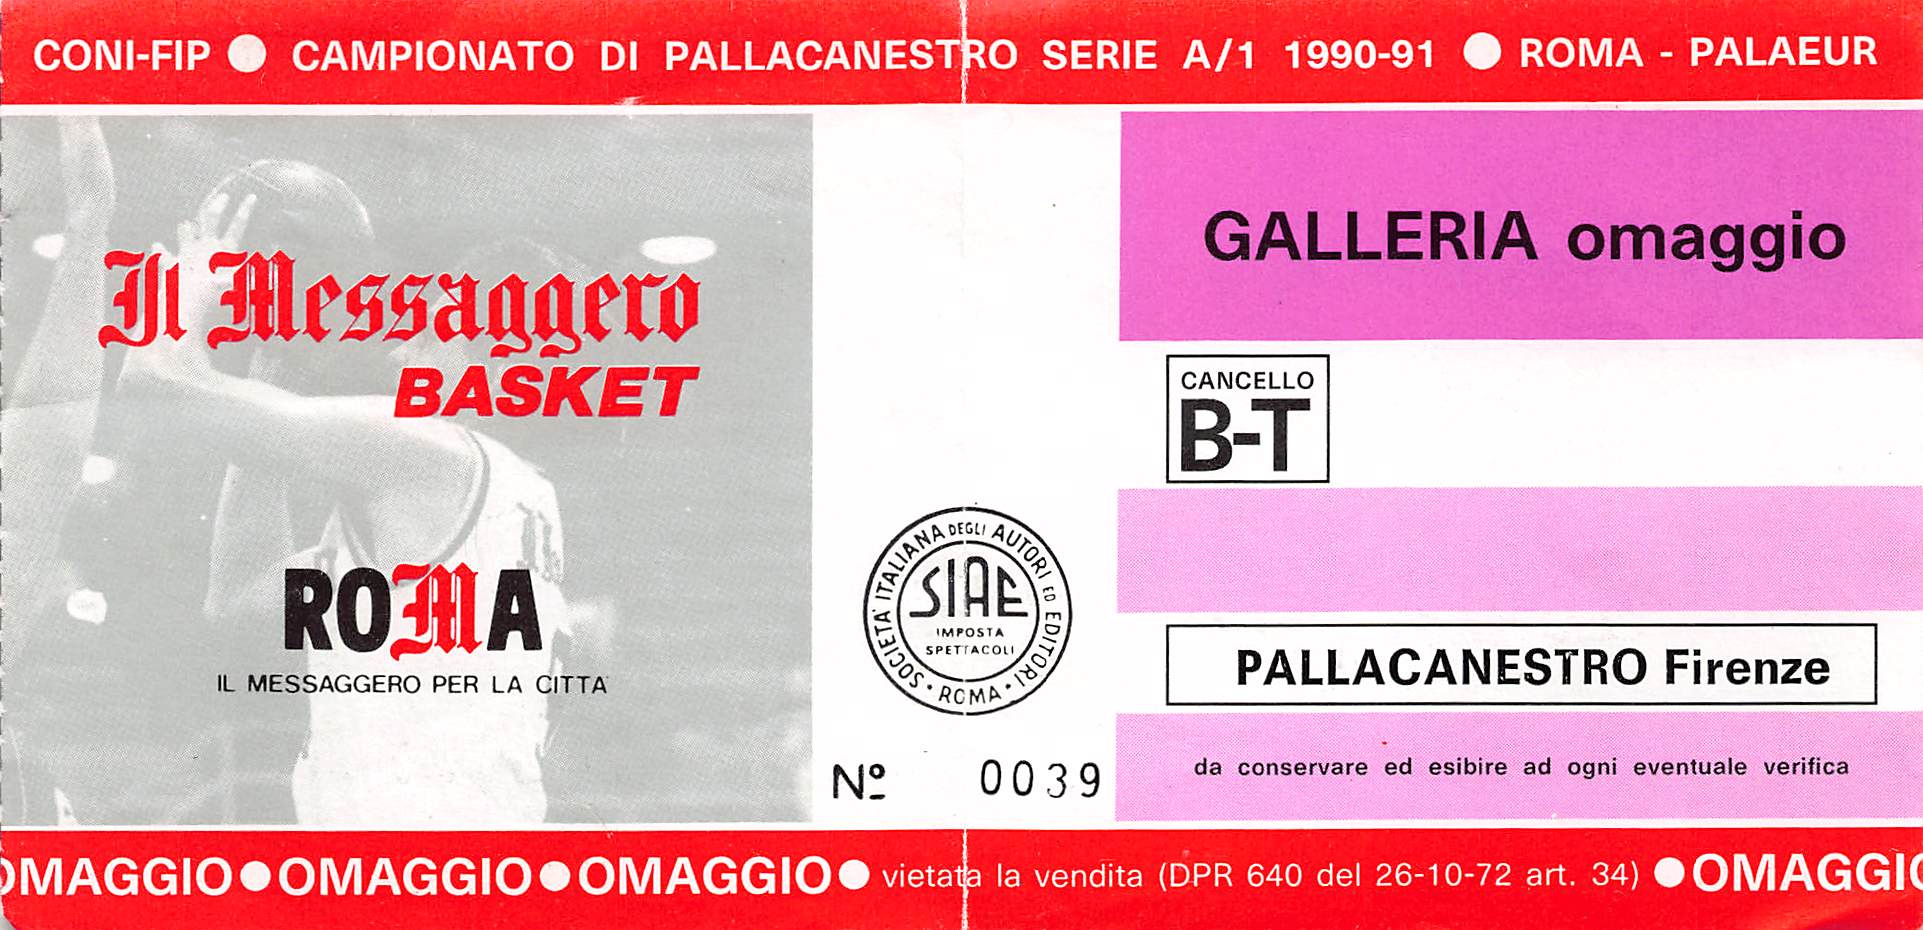 CONI-FIP ● CAMPIONATO DI PALLACANESTRO SERIE A/1 1990-91 ● ROMA - PALAEUR
Il Messaggero
BASKET
ROMA
IL MESSAGGERO PER LA CITTA'
SOCIETA' ITALIANA DEGLI AUTORI ED EDITORI
SIAE
IMPOSTA
SPETTACOLI
• ROMA •
Nº 0039
GALLERIA omaggio
CANCELLO
B-T
PALLACANESTRO Firenze
da conservare ed esibire ad ogni eventuale verifica
OMAGGIO ● OMAGGIO ● OMAGGIO ● vietata la vendita (DPR 640 del 26-10-72 art. 34) ● OMAGGIO